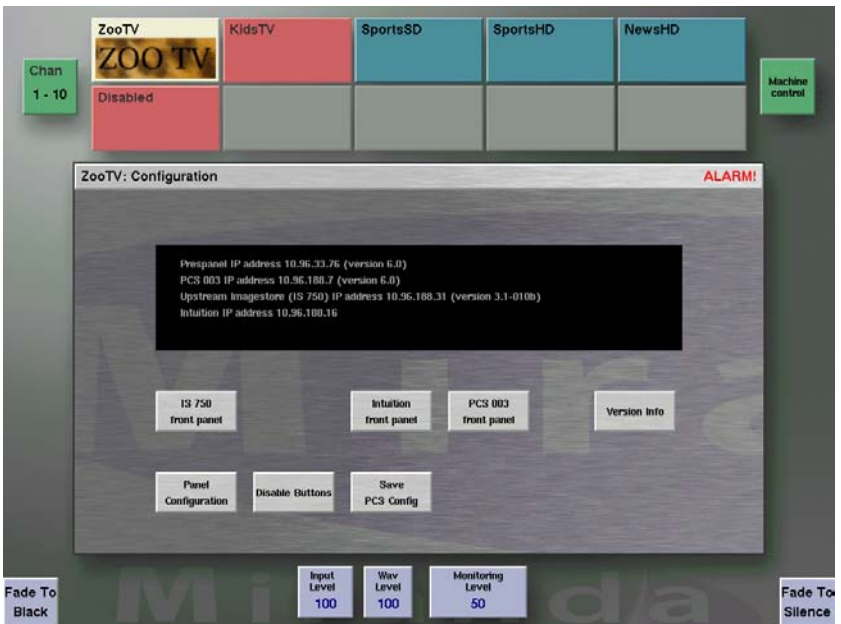 ZooTV
KidsTV
SportsSD
SportsHD
NewsHD
ZOO TV
Chan
1 - 10
Disabled
Machine
control
ZooTV: Configuration
ALARM!
Prespanel IP address 10.96.33.76 (version 6.0)
PCS 003 IP address 10.96.188.7 (version 6.0)
Upstream Imagestore (IS 750) IP address 10.96.188.31 (version 3.1-010b)
Intuition IP address 10.96.188.16
IS 750
front panel
Intuition
front panel
PCS 003
front panel
Version Info
Panel
Configuration
Disable Buttons
Save
PCS Config
Input
Level
100
Wav
Level
100
Monitoring
Level
50
Fade To
Black
Fade To
Silence
Mira
Miranda